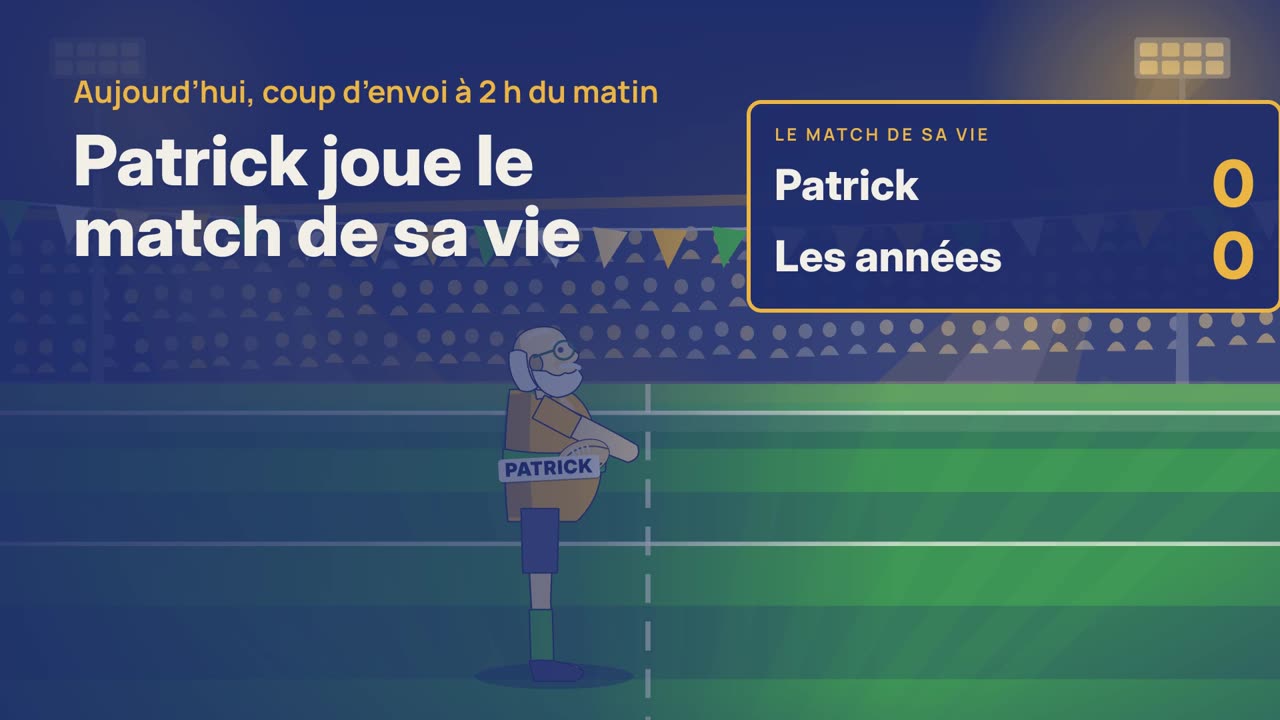 Aujourd’hui, coup d’envoi à 2 h du matin
Patrick joue le
match de sa vie
LE MATCH DE SA VIE
Patrick 0
Les années 0
PATRICK